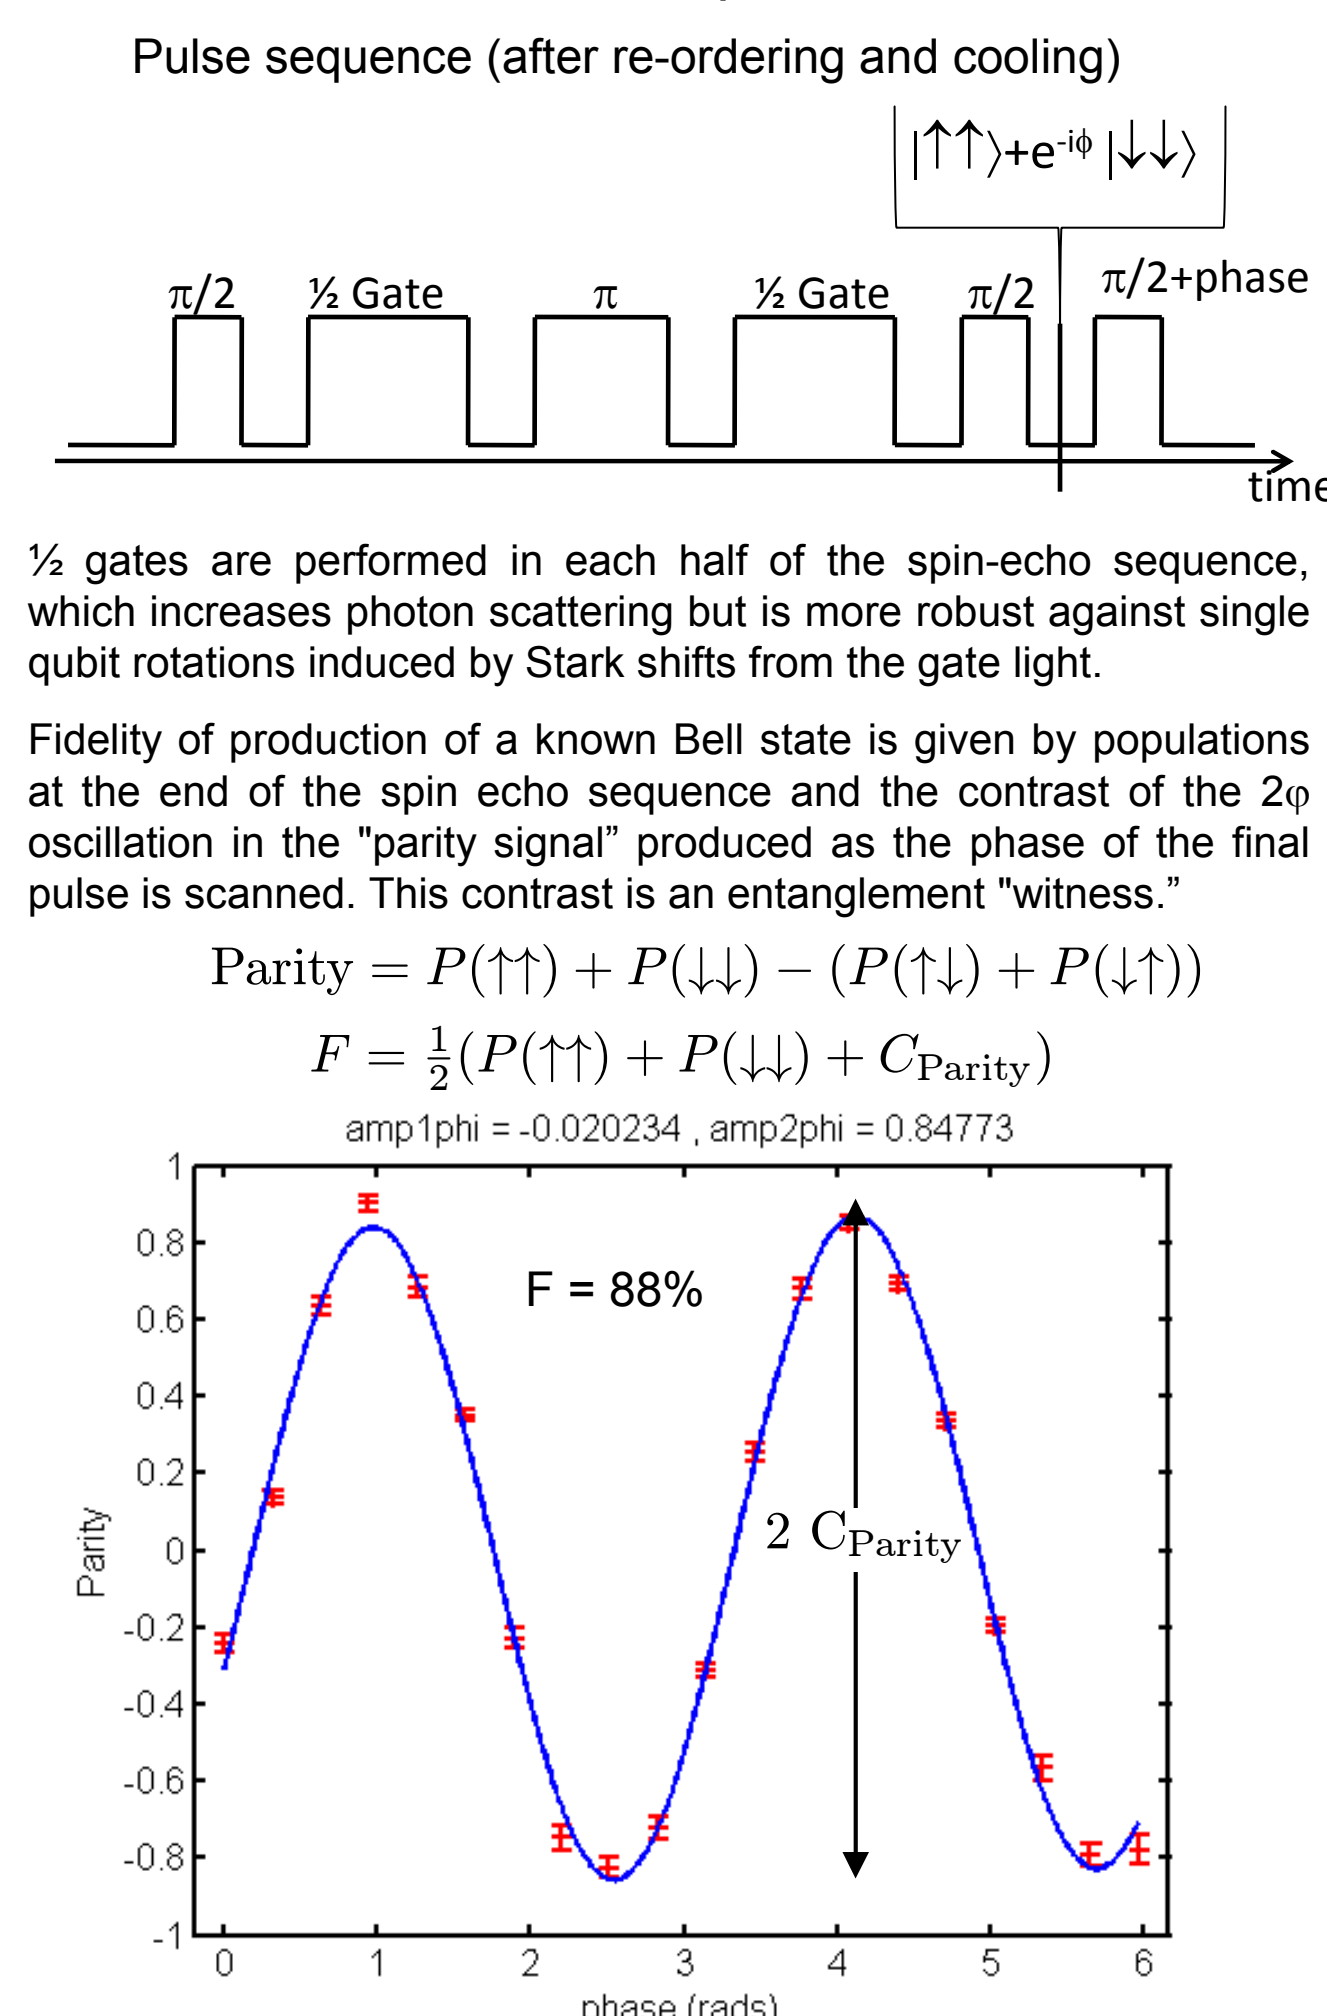 Pulse sequence (after re-ordering and cooling)
|↑↑⟩+e^-iϕ |↓↓⟩
π/2
½ Gate
π
½ Gate
π/2
π/2+phase
time
½ gates are performed in each half of the spin-echo sequence,
which increases photon scattering but is more robust against single
qubit rotations induced by Stark shifts from the gate light.
Fidelity of production of a known Bell state is given by populations
at the end of the spin echo sequence and the contrast of the 2φ
oscillation in the "parity signal” produced as the phase of the final
pulse is scanned. This contrast is an entanglement "witness.”
Parity = P(↑↑) + P(↓↓) − (P(↑↓) + P(↓↑))
F = ½(P(↑↑) + P(↓↓) + C_Parity)
amp1phi = -0.020234 , amp2phi = 0.84773
1
0.8
0.6
0.4
0.2
0
-0.2
-0.4
-0.6
-0.8
-1
Parity
F = 88%
2 C_Parity
0 1 2 3 4 5 6
phase (rads)